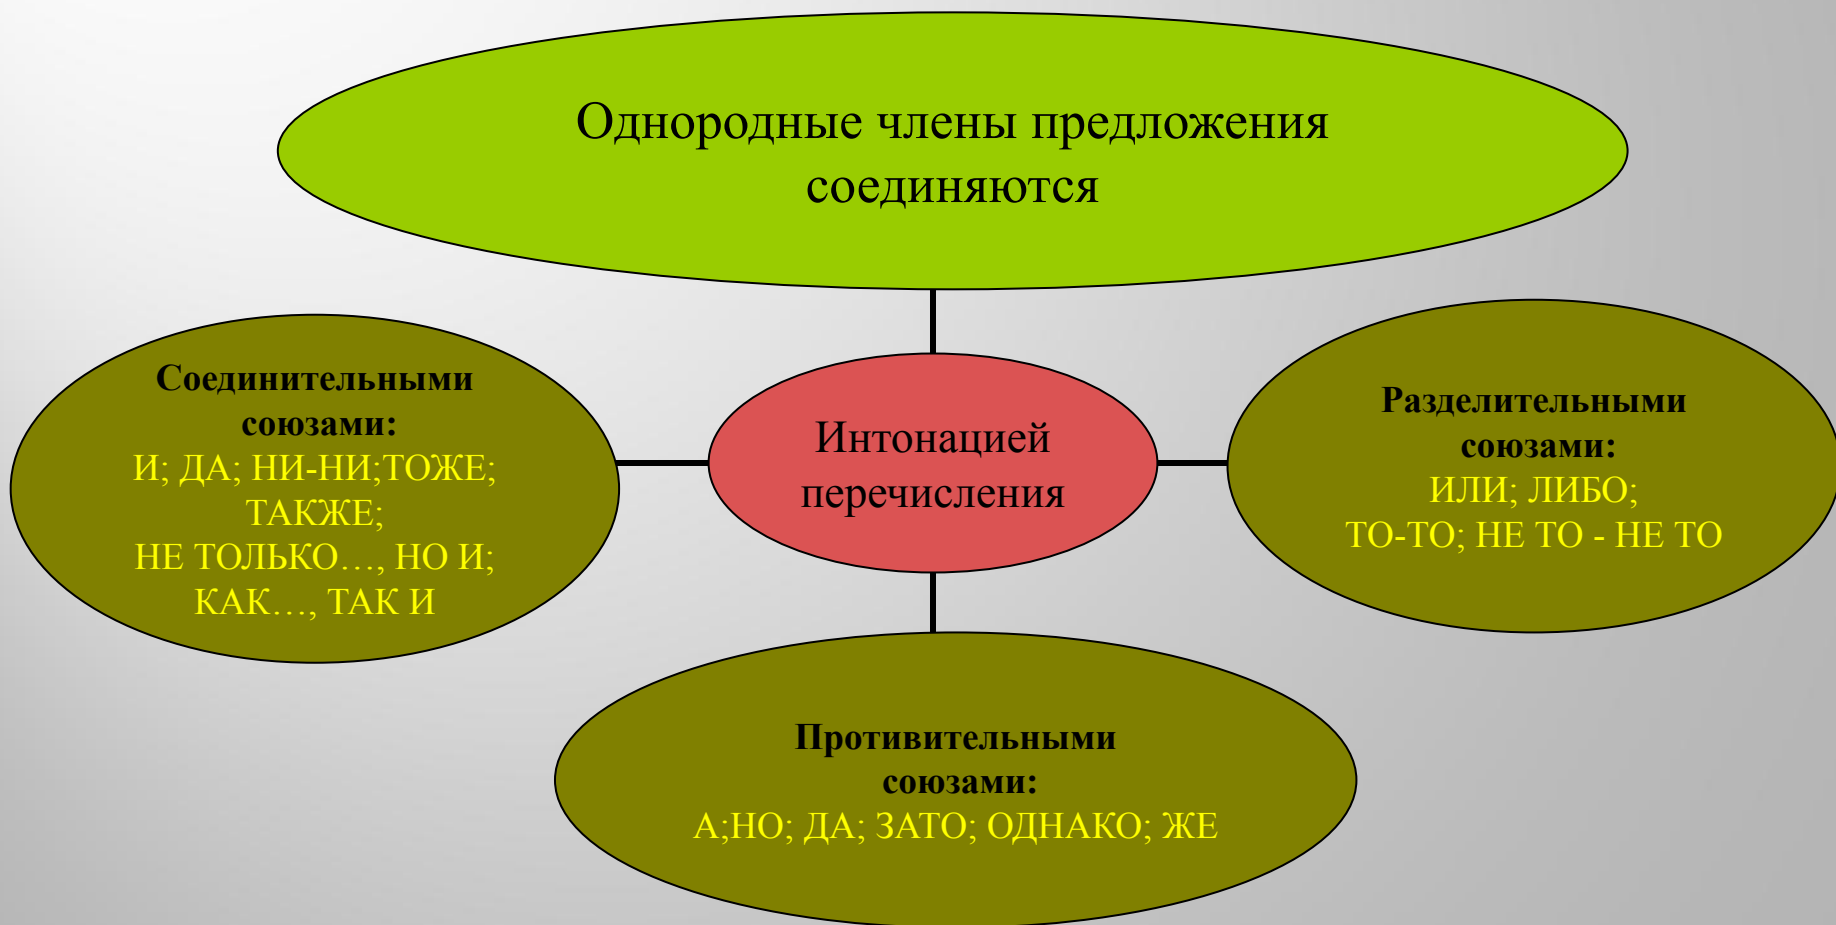 Однородные члены предложения
соединяются
Соединительными
союзами:
И; ДА; НИ-НИ;ТОЖЕ;
ТАКЖЕ;
НЕ ТОЛЬКО…, НО И;
КАК…, ТАК И
Интонацией
перечисления
Разделительными
союзами:
ИЛИ; ЛИБО;
ТО-ТО; НЕ ТО - НЕ ТО
Противительными
союзами:
А;НО; ДА; ЗАТО; ОДНАКО; ЖЕ